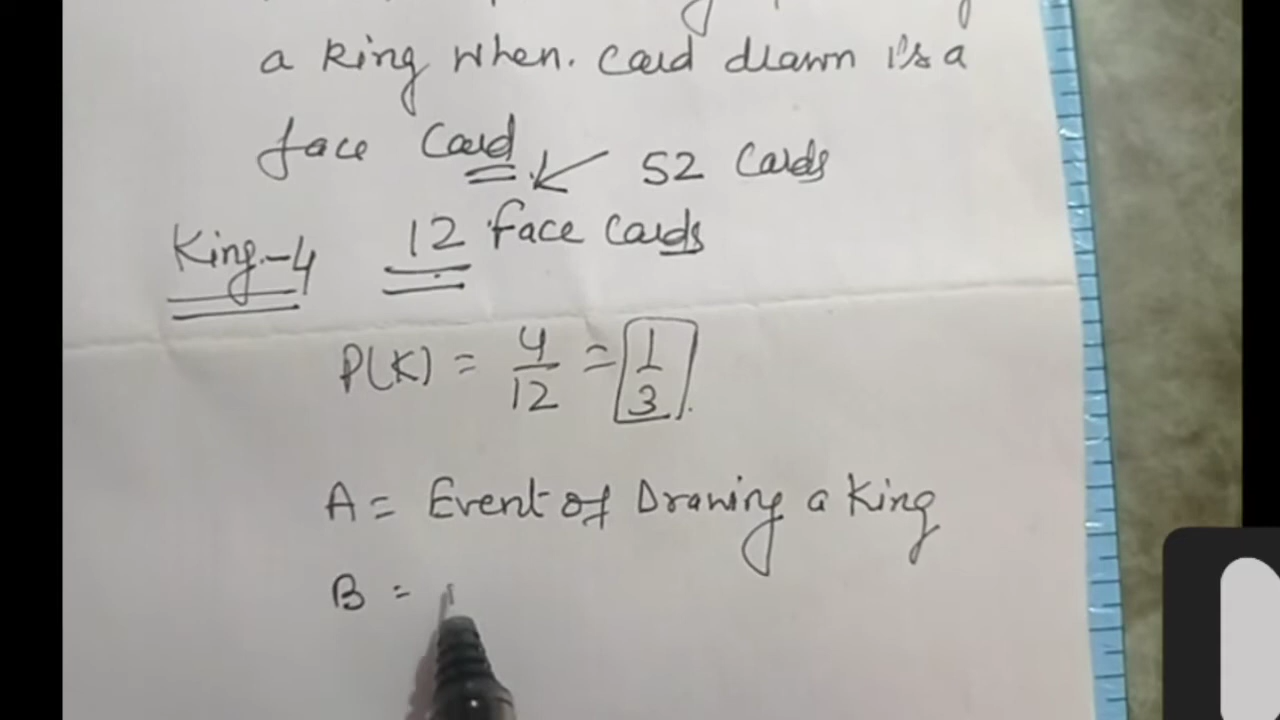 a King when. Card drawn is a
face Card 52 Cards
King-4 12 face Cards
P(K) = 4/12 = 1/3
A = Event of Drawing a King
B =